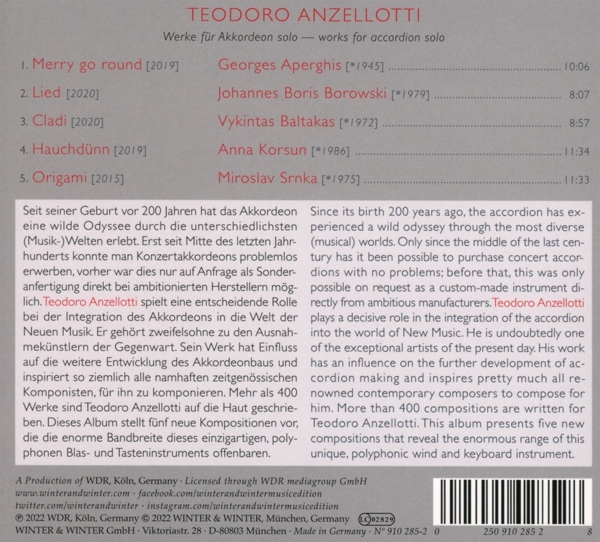 TEODORO ANZELLOTTI
Werke für Akkordeon solo — works for accordion solo
1. Merry go round [2019] Georges Aperghis [*1945] 10:06
2. Lied [2020] Johannes Boris Borowski [*1979] 8:07
3. Cladi [2020] Vykintas Baltakas [*1972] 8:57
4. Hauchdünn [2019] Anna Korsun [*1986] 11:34
5. Origami [2015] Miroslav Srnka [*1975] 11:33
Seit seiner Geburt vor 200 Jahren hat das Akkordeon
eine wilde Odyssee durch die unterschiedlichsten
(Musik-)Welten erlebt. Erst seit Mitte des letzten Jahr-
hunderts konnte man Konzertakkordeons problemlos
erwerben, vorher war dies nur auf Anfrage als Sonder-
anfertigung direkt bei ambitionierten Herstellern mög-
lich. Teodoro Anzellotti spielt eine entscheidende Rolle
bei der Integration des Akkordeons in die Welt der
Neuen Musik. Er gehört zweifelsohne zu den Ausnah-
mekünstlern der Gegenwart. Sein Werk hat Einfluss
auf die weitere Entwicklung des Akkordeonbaus und
inspiriert so ziemlich alle namhaften zeitgenössischen
Komponisten, für ihn zu komponieren. Mehr als 400
Werke sind Teodoro Anzellotti auf die Haut geschrie-
ben. Dieses Album stellt fünf neue Kompositionen vor,
die die enorme Bandbreite dieses einzigartigen, poly-
phonen Blas- und Tasteninstruments offenbaren.
Since its birth 200 years ago, the accordion has ex-
perienced a wild odyssey through the most diverse
(musical) worlds. Only since the middle of the last cen-
tury has it been possible to purchase concert accor-
dions with no problems; before that, this was only
possible on request as a custom-made instrument di-
rectly from ambitious manufacturers. Teodoro Anzellotti
plays a decisive role in the integration of the accordion
into the world of New Music. He is undoubtedly one
of the exceptional artists of the present day. His work
has an influence on the further development of ac-
cordion making and inspires pretty much all re-
nowned contemporary composers to compose for
him. More than 400 compositions are written for
Teodoro Anzellotti. This album presents five new
compositions that reveal the enormous range of this
unique, polyphonic wind and keyboard instrument.
A Production of WDR, Köln, Germany · Licensed through WDR mediagroup GmbH
www.winterandwinter.com · facebook.com/winterandwintermusicedition
twitter.com/winterandwinter · instagram.com/winterandwintermusicedition
℗ 2022 WDR, Köln, Germany © 2022 WINTER & WINTER, München, Germany LC 02829
WINTER & WINTER GmbH · Viktoriastr. 28 · D-80803 München · Made in Germany · Nº 910 285-2
0 250 910 285 2 8